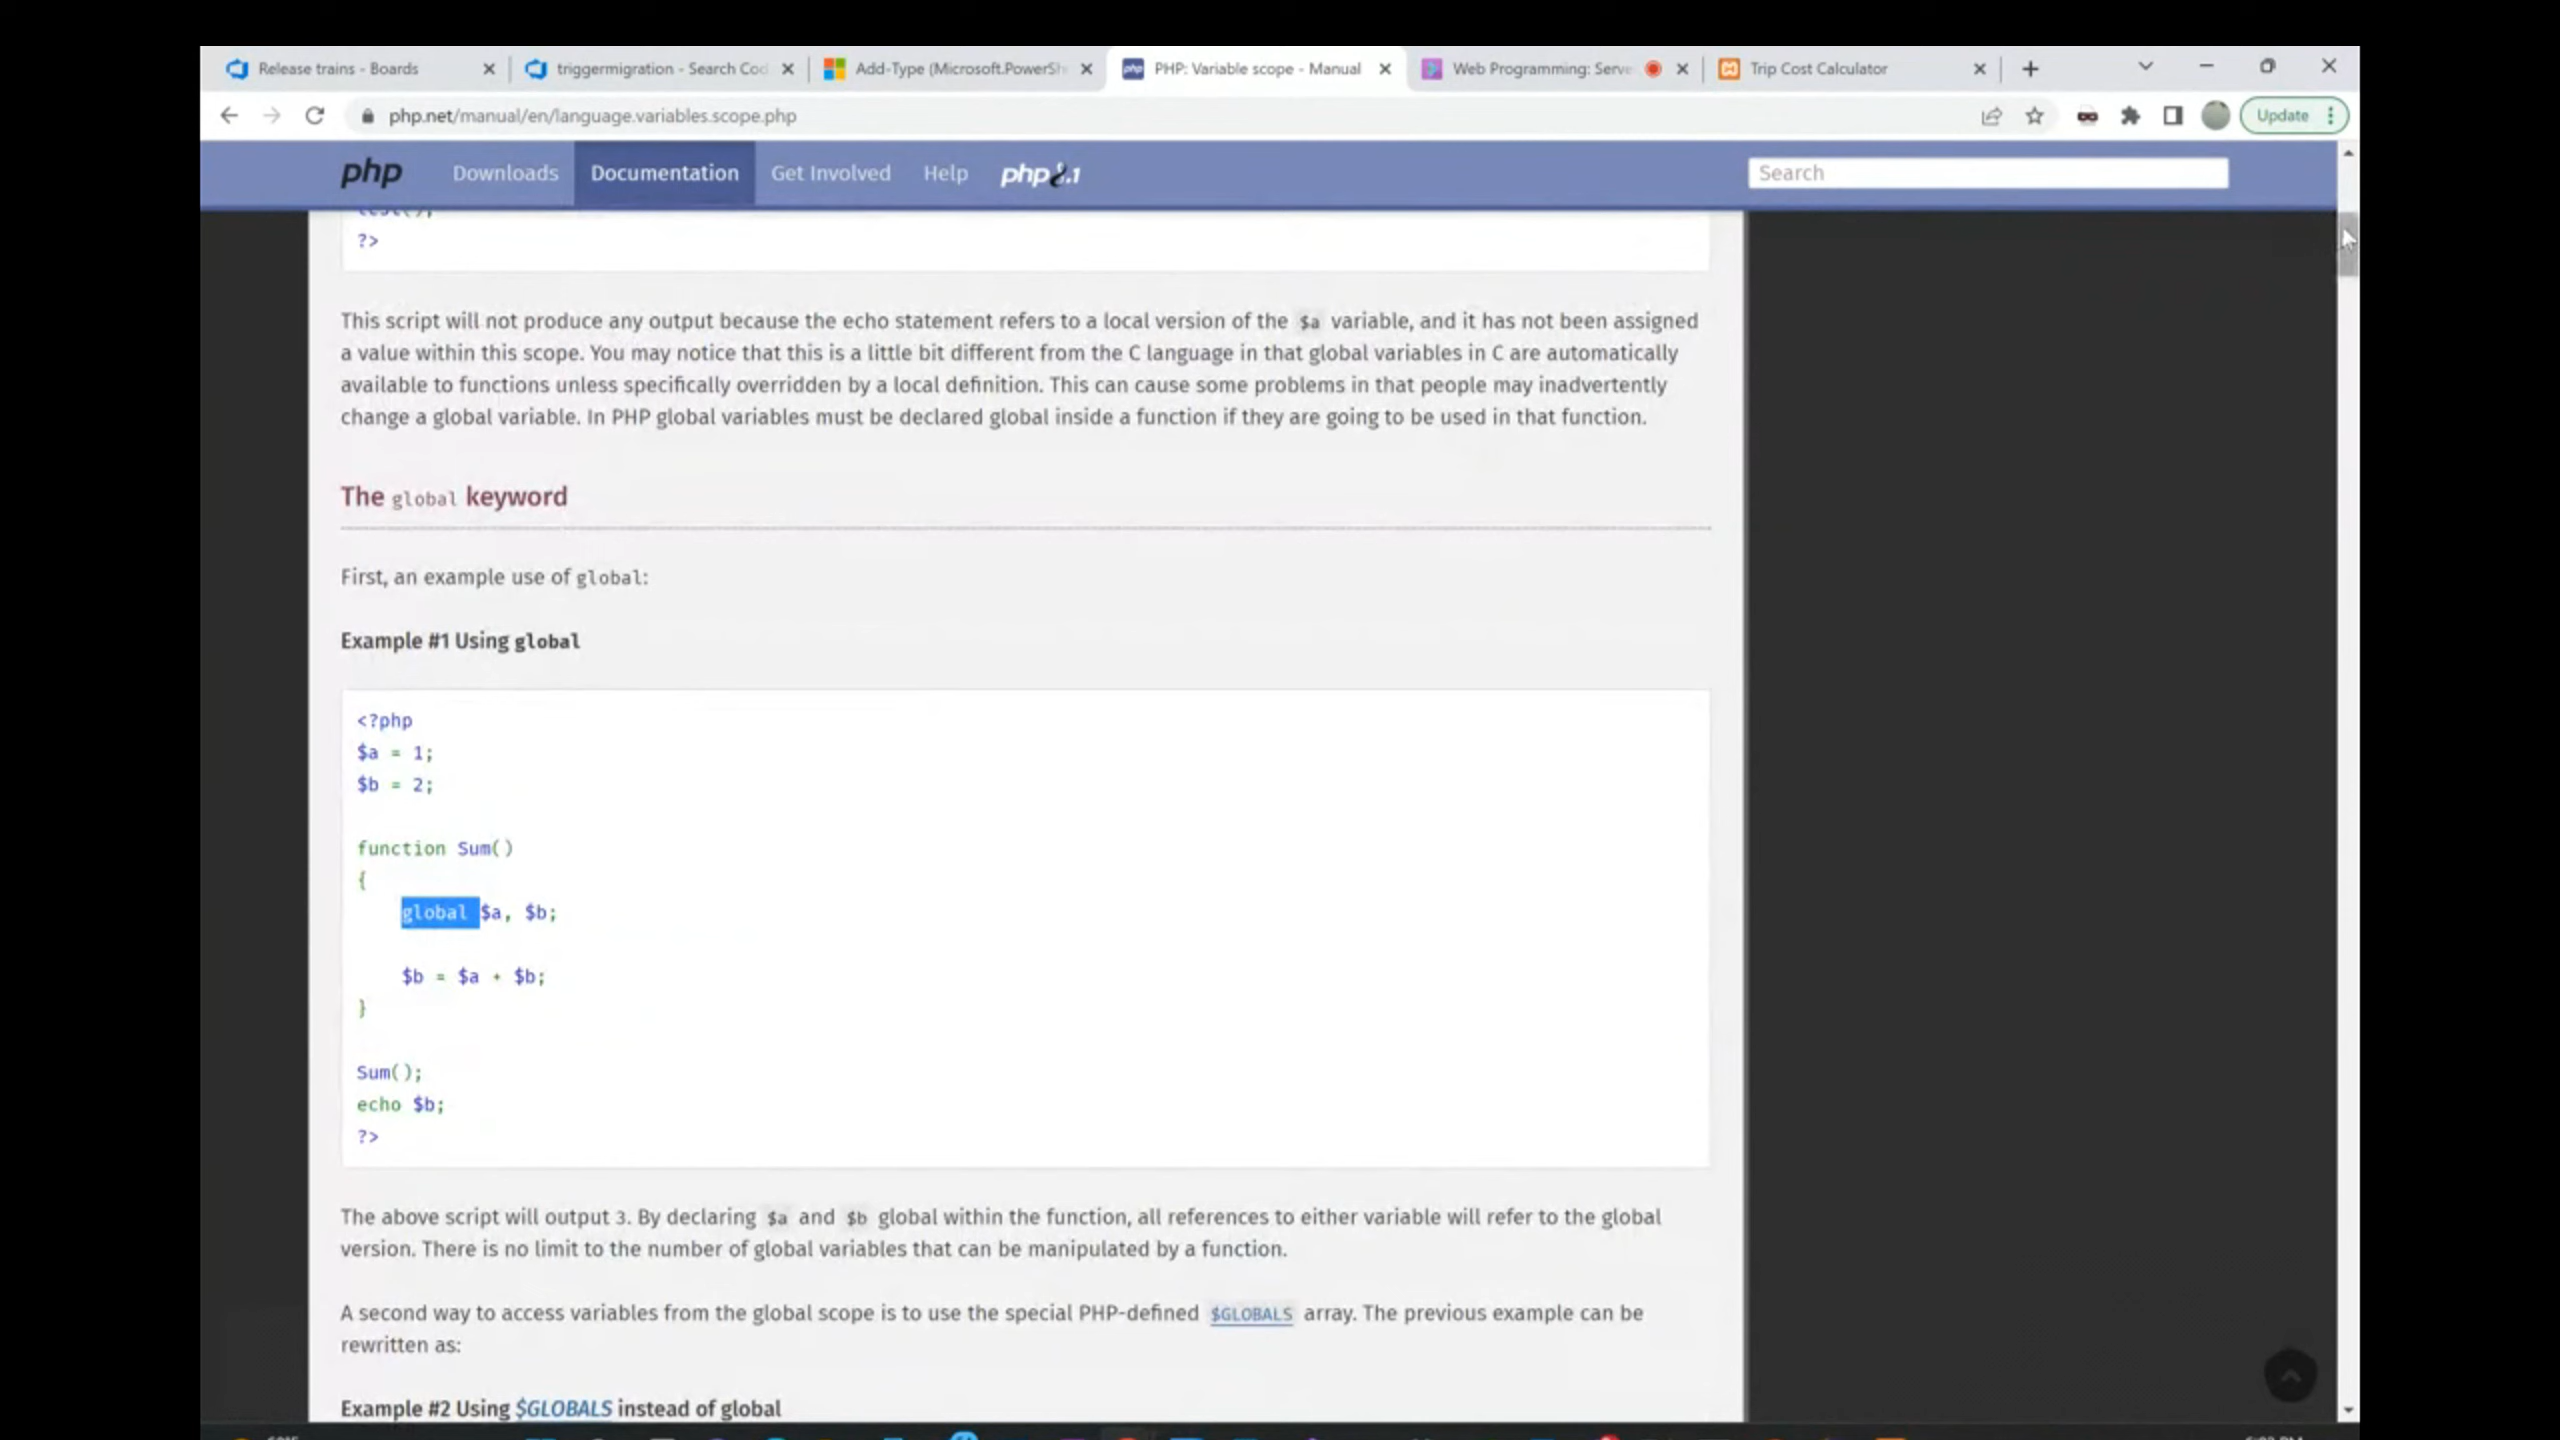 Release trains - Boards
triggermigration - Search Cod
Add-Type (Microsoft.PowerSh
PHP: Variable scope - Manual
Web Programming: Serve
Trip Cost Calculator
php.net/manual/en/language.variables.scope.php
Update
php
Downloads
Documentation
Get Involved
Help
php8.1
Search
?>
This script will not produce any output because the echo statement refers to a local version of the $a variable, and it has not been assigned
a value within this scope. You may notice that this is a little bit different from the C language in that global variables in C are automatically
available to functions unless specifically overridden by a local definition. This can cause some problems in that people may inadvertently
change a global variable. In PHP global variables must be declared global inside a function if they are going to be used in that function.
The global keyword
First, an example use of global:
Example #1 Using global
<?php
$a = 1;
$b = 2;
function Sum()
{
global $a, $b;
$b = $a + $b;
}
Sum();
echo $b;
?>
The above script will output 3. By declaring $a and $b global within the function, all references to either variable will refer to the global
version. There is no limit to the number of global variables that can be manipulated by a function.
A second way to access variables from the global scope is to use the special PHP-defined $GLOBALS array. The previous example can be
rewritten as:
Example #2 Using $GLOBALS instead of global